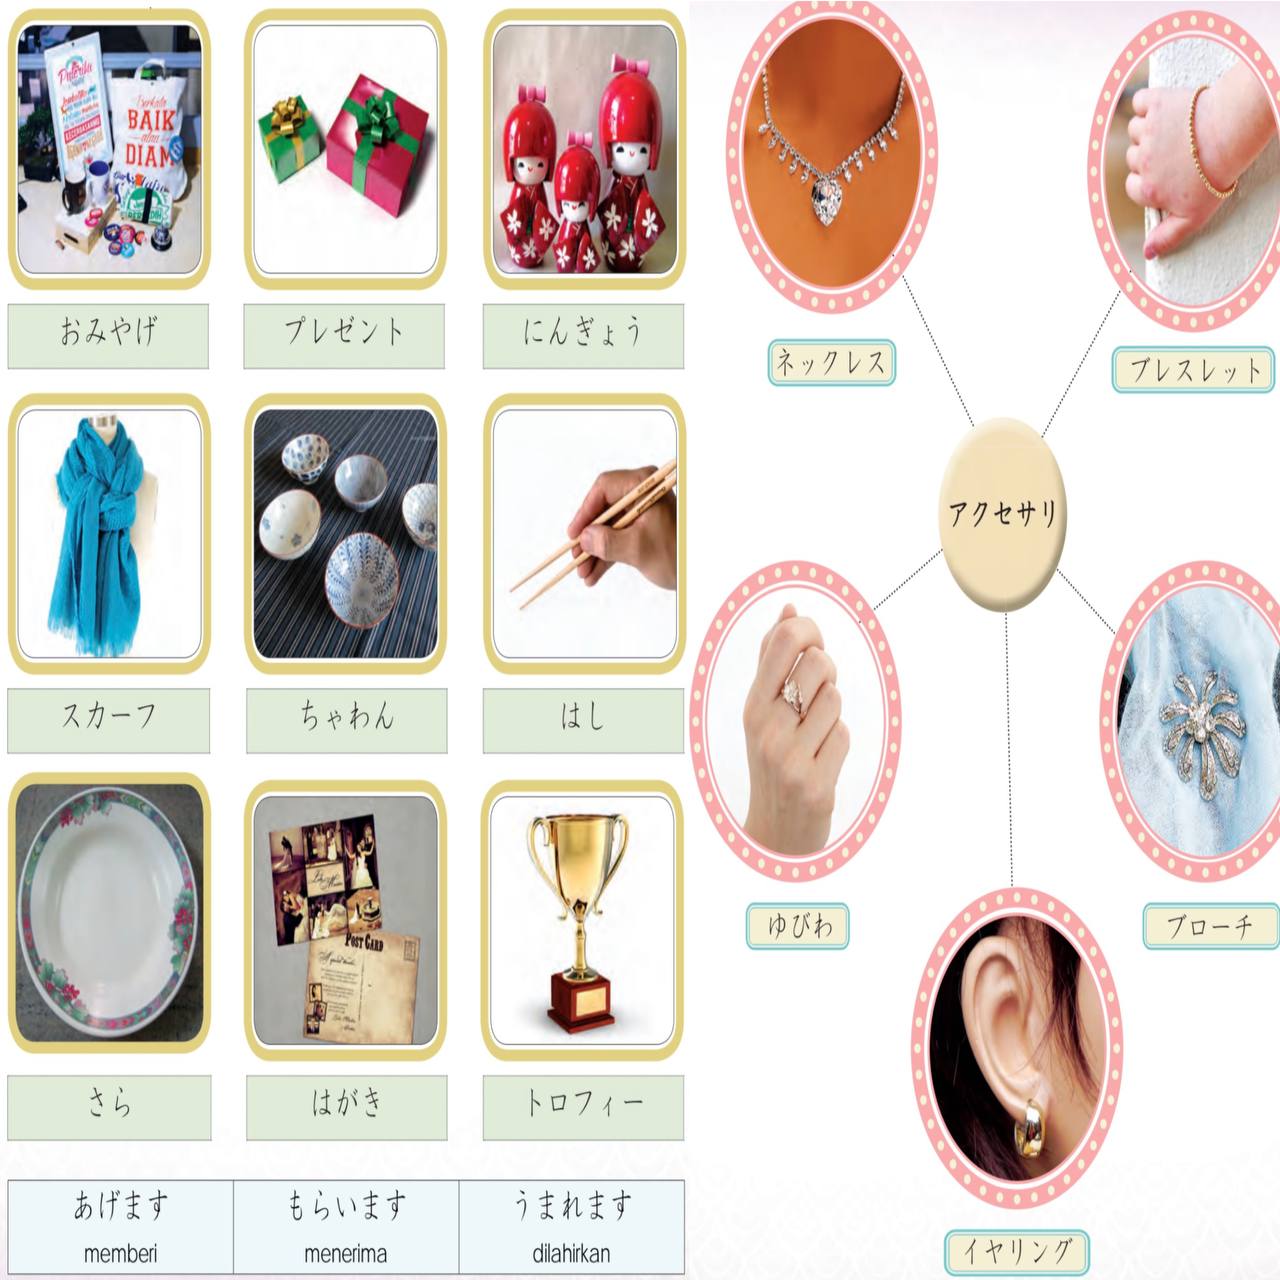 Berkata
BAIK
atau
DIAM
おみやげ
プレゼント
にんぎょう
スカーフ
ちゃわん
はし
POST CARD
さら
はがき
トロフィー
あげます
memberi
もらいます
menerima
うまれます
dilahirkan
ネックレス
ブレスレット
アクセサリ
ゆびわ
ブローチ
イヤリング